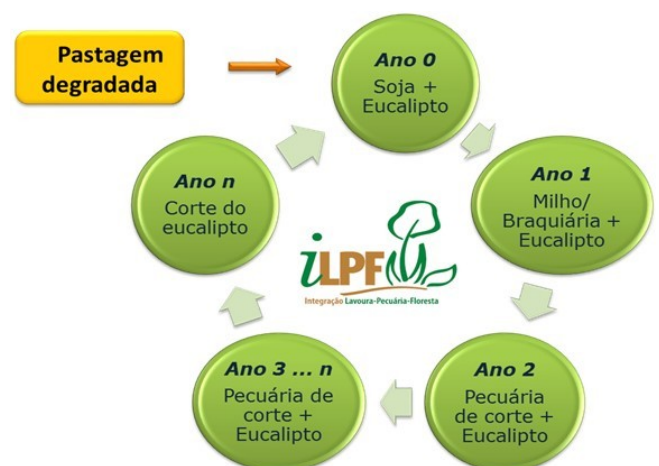 Pastagem
degradada
Ano 0
Soja +
Eucalipto
Ano 1
Milho/
Braquiária +
Eucalipto
Ano 2
Pecuária
de corte +
Eucalipto
Ano 3 ... n
Pecuária de
corte +
Eucalipto
Ano n
Corte do
eucalipto
iLPF
Integração Lavoura-Pecuária-Floresta